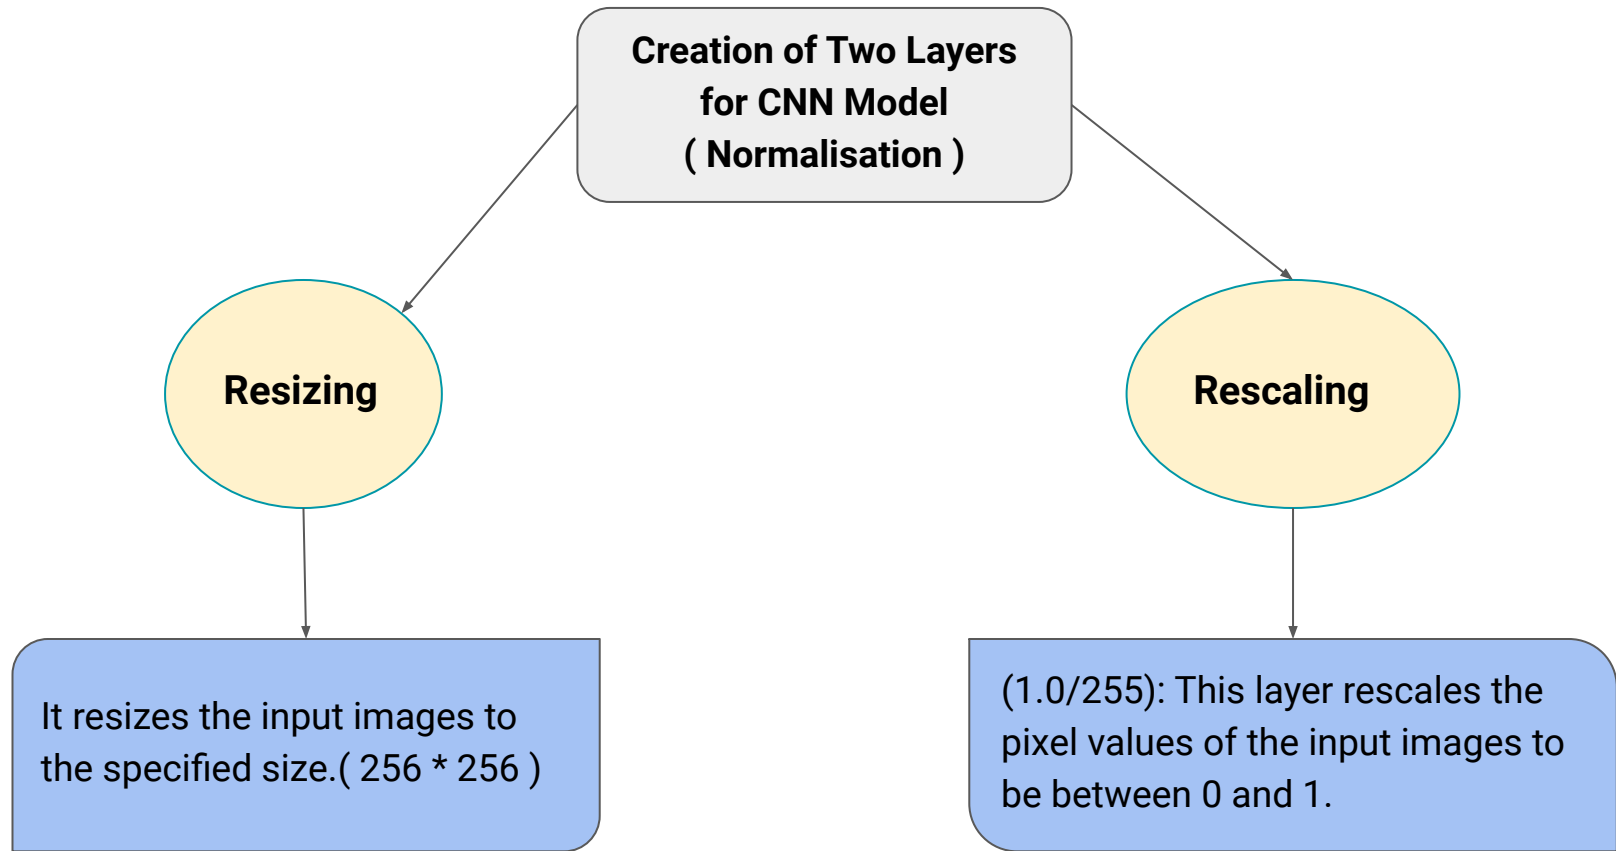 Creation of Two Layers
for CNN Model
( Normalisation )
Resizing
Rescaling
It resizes the input images to
the specified size.( 256 * 256 )
(1.0/255): This layer rescales the
pixel values of the input images to
be between 0 and 1.